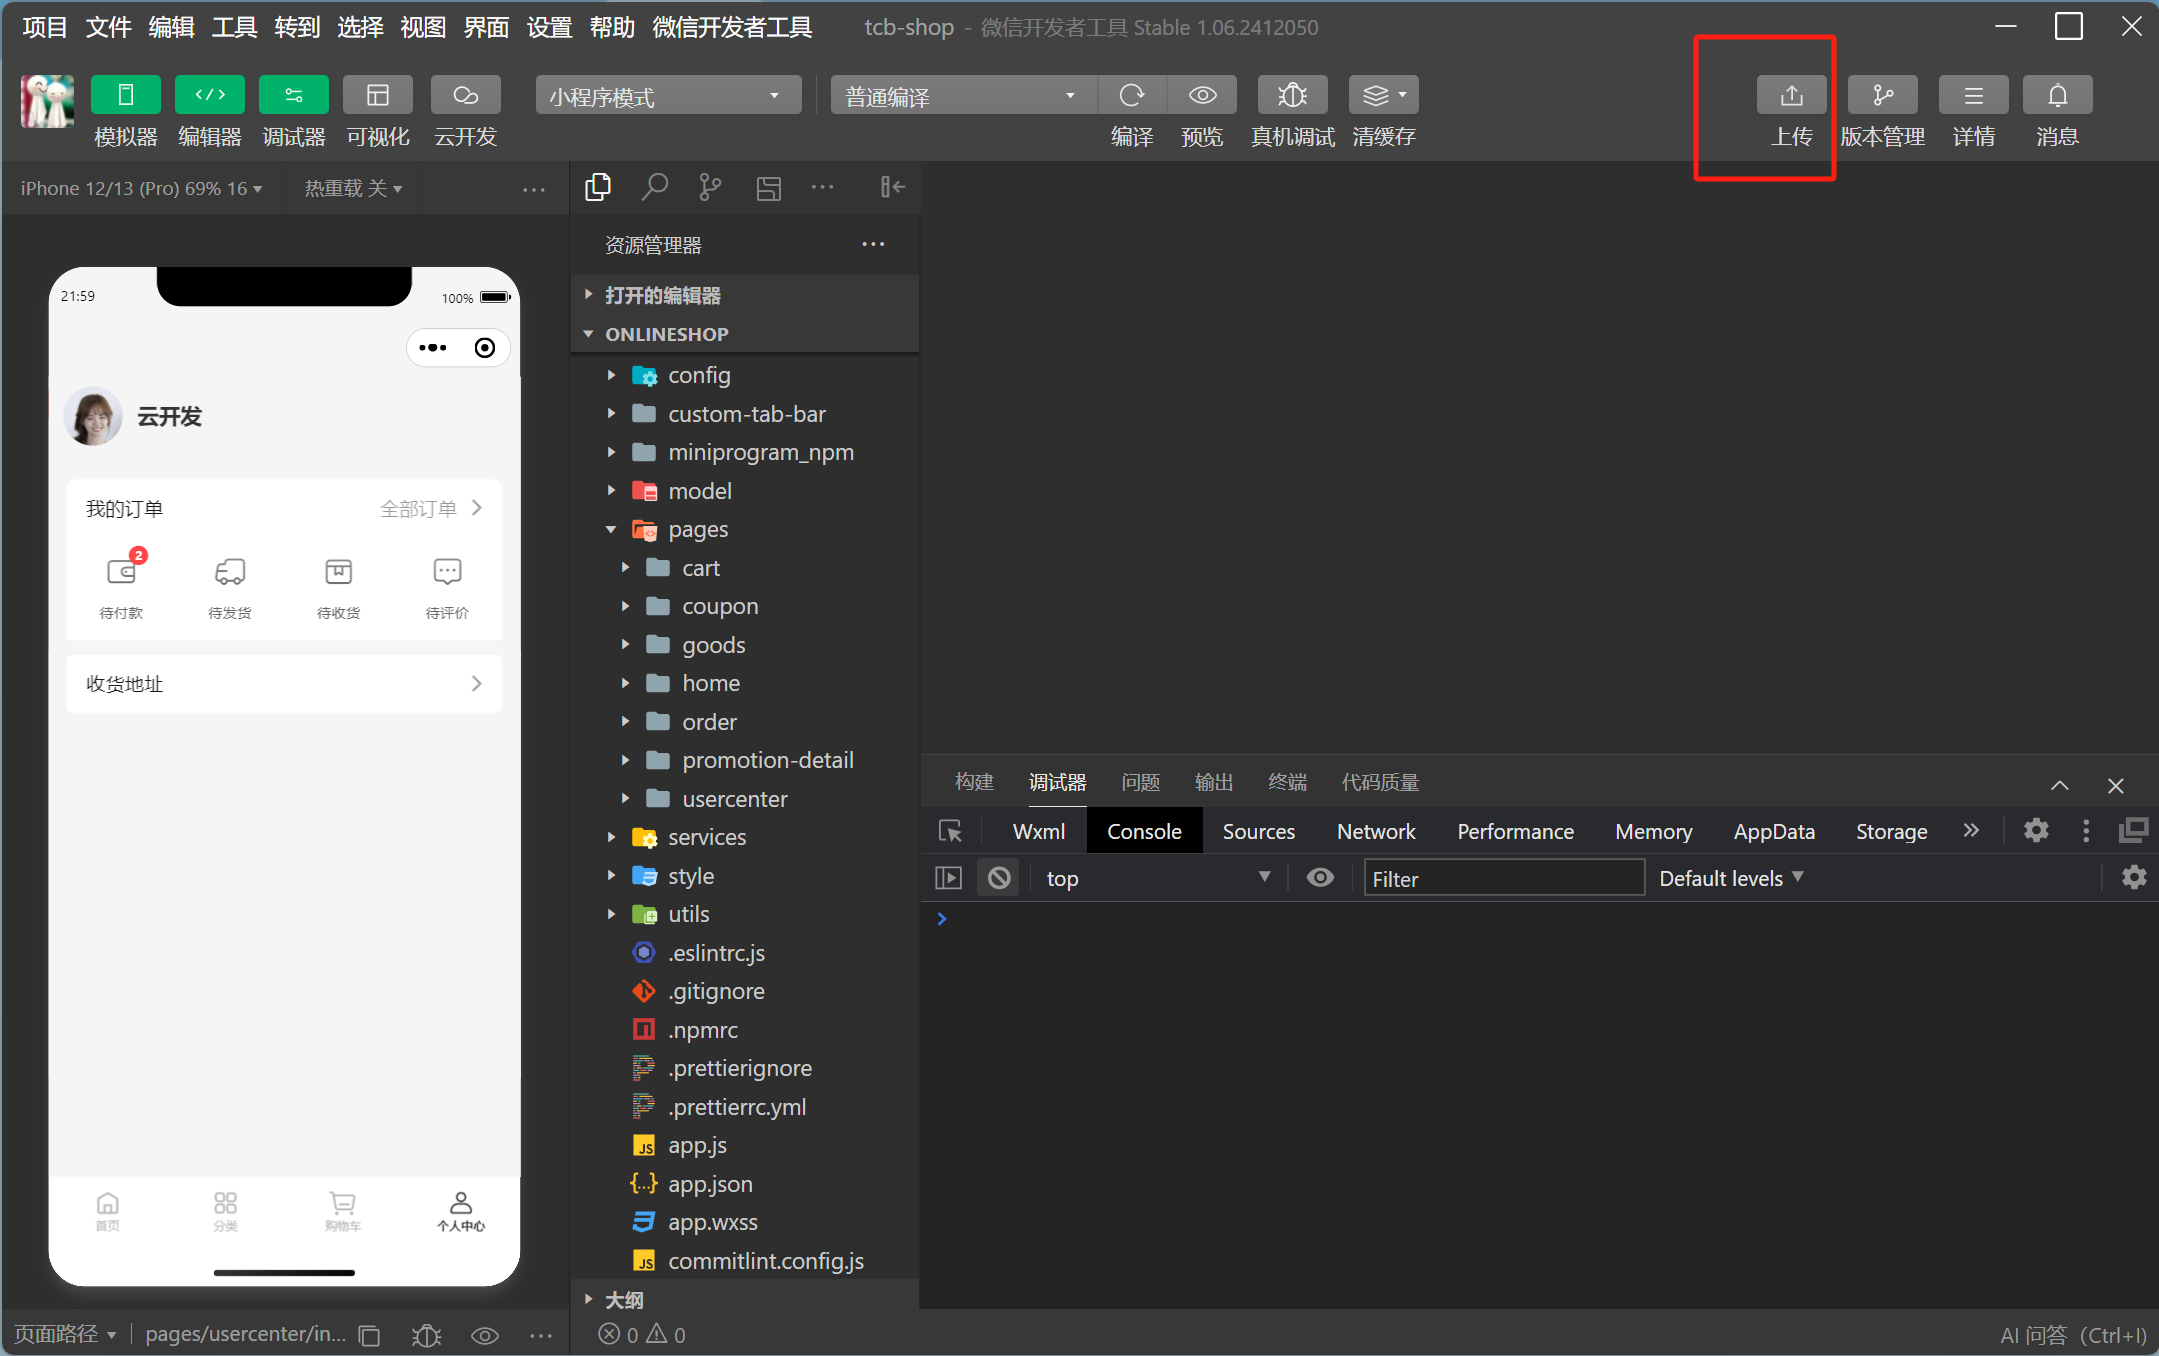 项目 文件 编辑 工具 转到 选择 视图 界面 设置 帮助 微信开发者工具 tcb-shop - 微信开发者工具 Stable 1.06.2412050
小程序模式 普通编译
模拟器 编辑器 调试器 可视化 云开发 编译 预览 真机调试 清缓存 上传 版本管理 详情 消息
iPhone 12/13 (Pro) 69% 16 热重载 关
21:59 100%
云开发
我的订单 全部订单
2
待付款 待发货 待收货 待评价
收货地址
首页 分类 购物车 个人中心
页面路径 pages/usercenter/in...
资源管理器
打开的编辑器
ONLINESHOP
config
custom-tab-bar
miniprogram_npm
model
pages
cart
coupon
goods
home
order
promotion-detail
usercenter
services
style
utils
.eslintrc.js
.gitignore
.npmrc
.prettierignore
.prettierrc.yml
app.js
app.json
app.wxss
commitlint.config.js
大纲
0 0
构建 调试器 问题 输出 终端 代码质量
Wxml Console Sources Network Performance Memory AppData Storage
top Filter Default levels
AI 问答 (Ctrl+I)